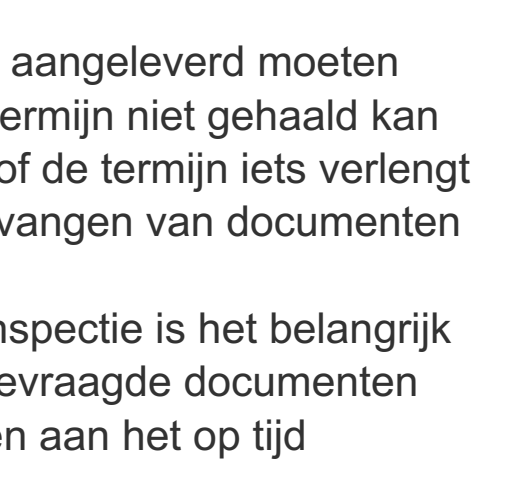 aangeleverd moeten
ermijn niet gehaald kan
of de termijn iets verlengt
vangen van documenten
nspectie is het belangrijk
evraagde documenten
en aan het op tijd